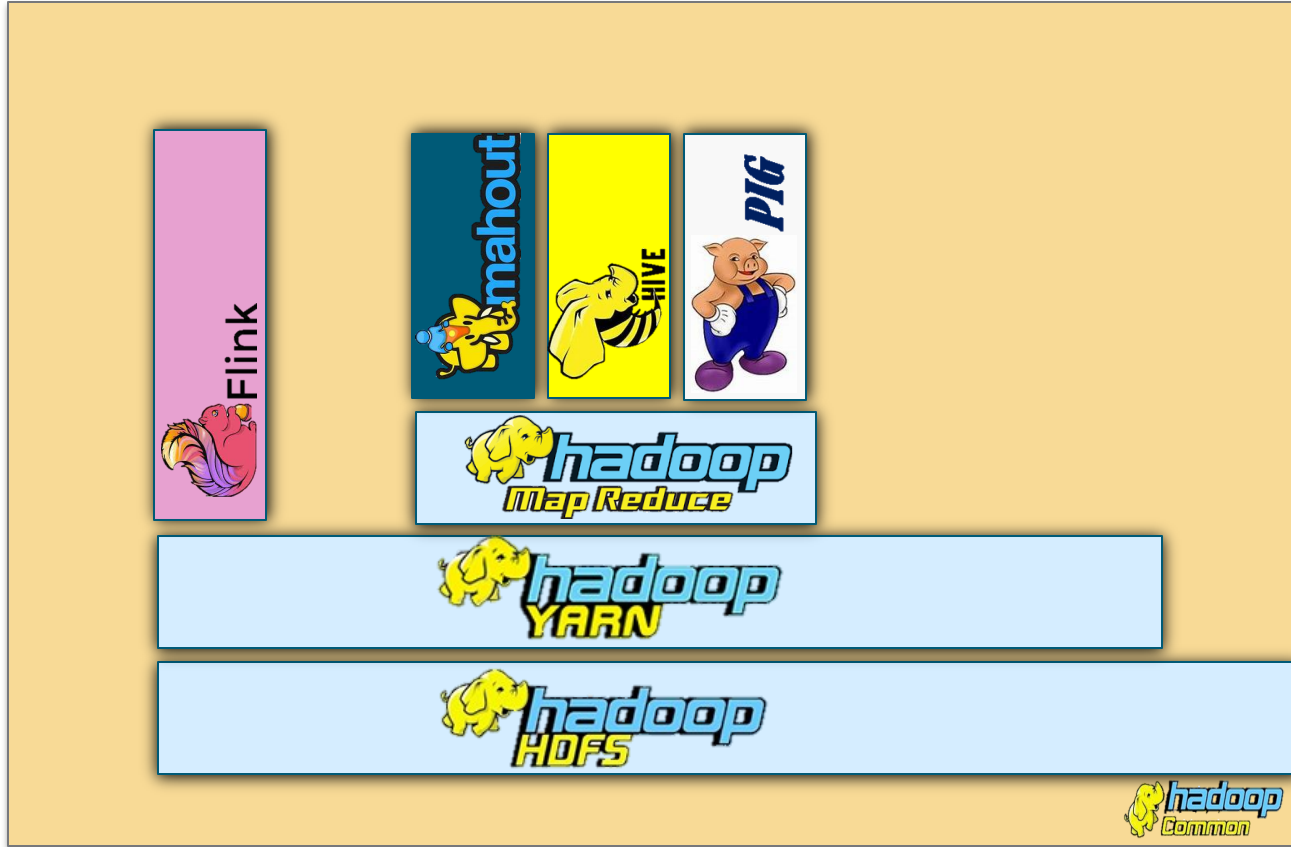 Flink
mahout
HIVE
PIG
hadoop
Map Reduce
hadoop
YARN
hadoop
HDFS
hadoop
Common